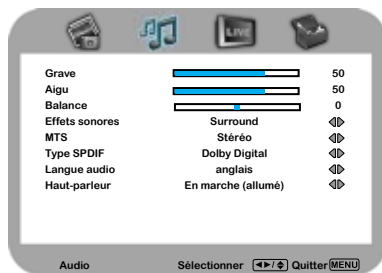 LIVE
Grave 50
Aigu 50
Balance 0
Effets sonores Surround
MTS Stéréo
Type SPDIF Dolby Digital
Langue audio anglais
Haut-parleur En marche (allumé)
Audio Sélectionner / Quitter MENU